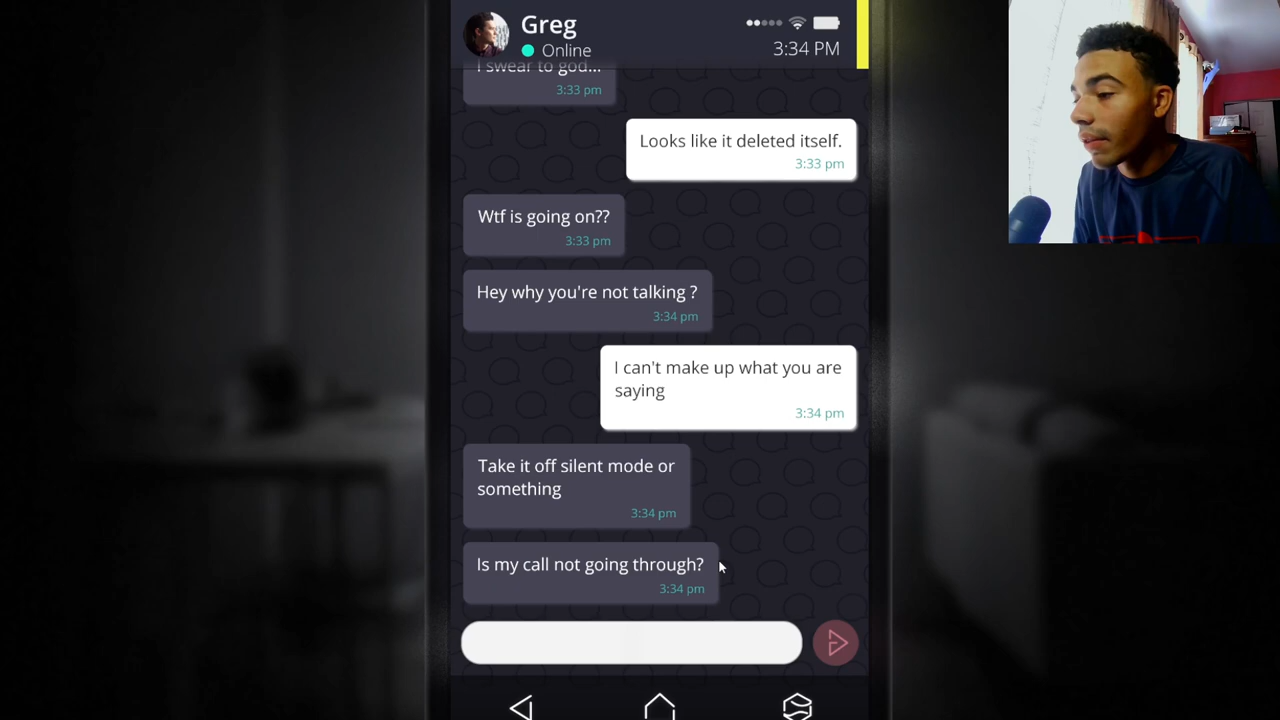 Greg
Online
3:34 PM
I swear to god...
3:33 pm
Looks like it deleted itself.
3:33 pm
Wtf is going on??
3:33 pm
Hey why you're not talking ?
3:34 pm
I can't make up what you are
saying
3:34 pm
Take it off silent mode or
something
3:34 pm
Is my call not going through?
3:34 pm